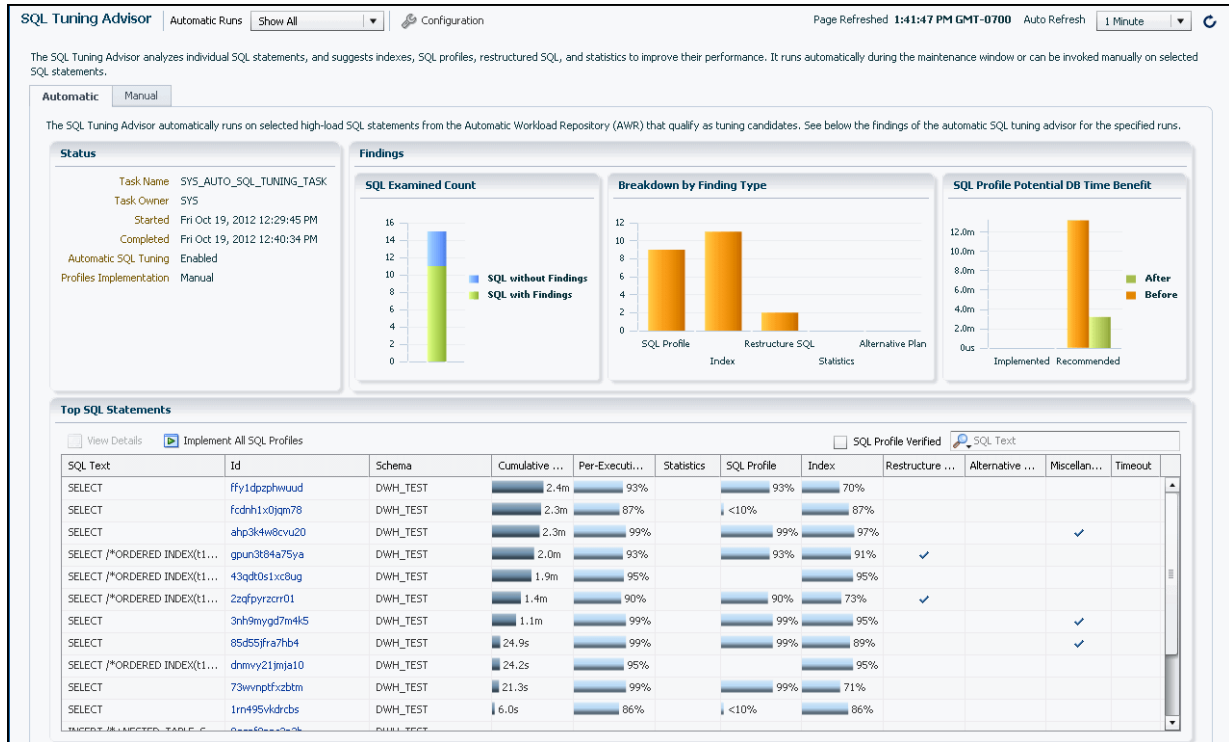 SQL Tuning Advisor Automatic Runs Show All Configuration Page Refreshed 1:41:47 PM GMT-0700 Auto Refresh 1 Minute
The SQL Tuning Advisor analyzes individual SQL statements, and suggests indexes, SQL profiles, restructured SQL, and statistics to improve their performance. It runs automatically during the maintenance window or can be invoked manually on selected
SQL statements.
Automatic Manual
The SQL Tuning Advisor automatically runs on selected high-load SQL statements from the Automatic Workload Repository (AWR) that qualify as tuning candidates. See below the findings of the automatic SQL tuning advisor for the specified runs.
Status
Task Name SYS_AUTO_SQL_TUNING_TASK
Task Owner SYS
Started Fri Oct 19, 2012 12:29:45 PM
Completed Fri Oct 19, 2012 12:40:34 PM
Automatic SQL Tuning Enabled
Profiles Implementation Manual
Findings
SQL Examined Count
16
14
12
10
8
6
4
2
0
SQL without Findings
SQL with Findings
Breakdown by Finding Type
12
10
8
6
4
2
0
SQL Profile Restructure SQL Alternative Plan
Index Statistics
SQL Profile Potential DB Time Benefit
12.0m
10.0m
8.0m
6.0m
4.0m
2.0m
0us
Implemented Recommended
After
Before
Top SQL Statements
View Details Implement All SQL Profiles SQL Profile Verified SQL Text
SQL Text Id Schema Cumulative ... Per-Executi... Statistics SQL Profile Index Restructure ... Alternative ... Miscellan... Timeout
SELECT ffy1dpzphwuud DWH_TEST 2.4m 93% 93% 70%
SELECT fcdnh1x0jqm78 DWH_TEST 2.3m 87% <10% 87%
SELECT ahp3k4w8cvu20 DWH_TEST 2.3m 99% 99% 97%
SELECT /*ORDERED INDEX(t1... gpun3t84a75ya DWH_TEST 2.0m 93% 93% 91%
SELECT /*ORDERED INDEX(t1... 43qdt0s1xc8ug DWH_TEST 1.9m 95% 95%
SELECT /*ORDERED INDEX(t1... 2zqfpyrzcrr01 DWH_TEST 1.4m 90% 90% 73%
SELECT 3nh9mygd7m4k5 DWH_TEST 1.1m 99% 99% 95%
SELECT 85d55jfra7hb4 DWH_TEST 24.9s 99% 99% 89%
SELECT /*ORDERED INDEX(t1... dnmvy21jmja10 DWH_TEST 24.2s 95% 95%
SELECT 73wvnptfxzbtm DWH_TEST 21.3s 99% 99% 71%
SELECT 1rn495vkdrcbs DWH_TEST 6.0s 86% <10% 86%